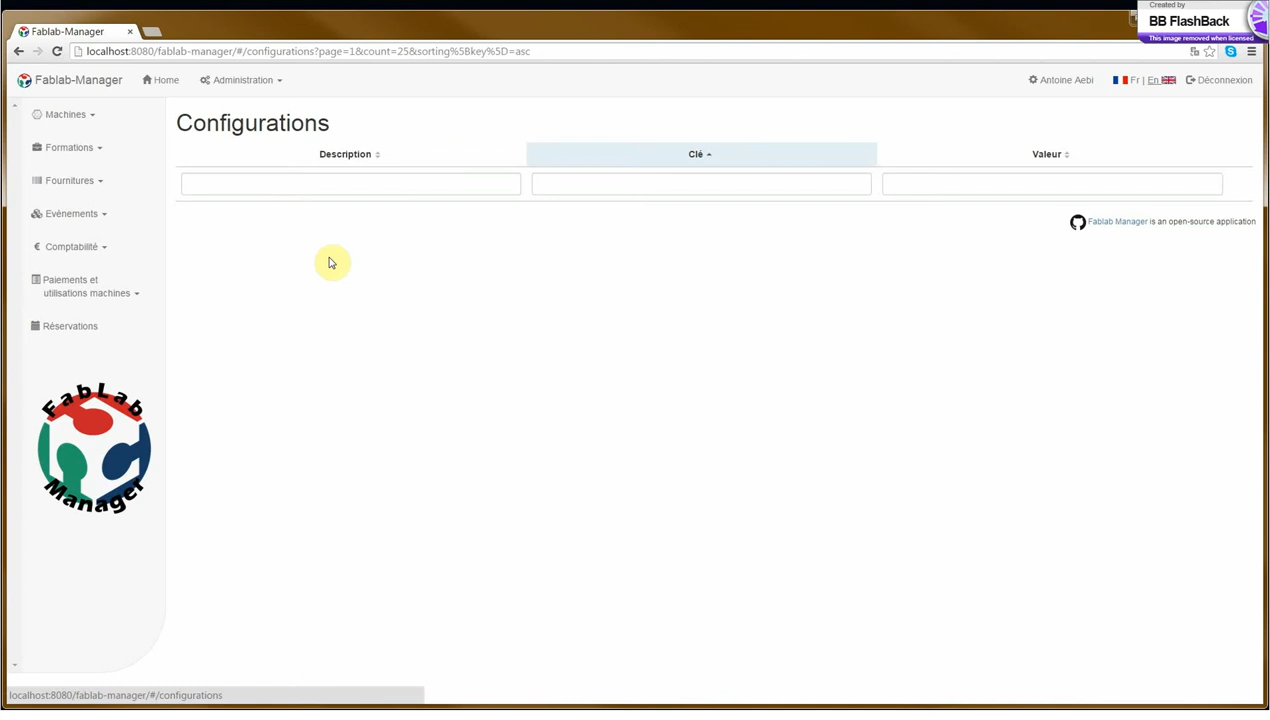 Created by
BB FlashBack
This image removed when licensed
Fablab-Manager
localhost:8080/fablab-manager/#/configurations?page=1&count=25&sorting%5Bkey%5D=asc
Fablab-Manager Home Administration Antoine Aebi Fr | En Déconnexion
Machines
Formations
Fournitures
Evènements
€ Comptabilité
Paiements et
utilisations machines
Réservations
FabLab
Manager
Configurations
Description Clé Valeur
Fablab Manager is an open-source application
localhost:8080/fablab-manager/#/configurations